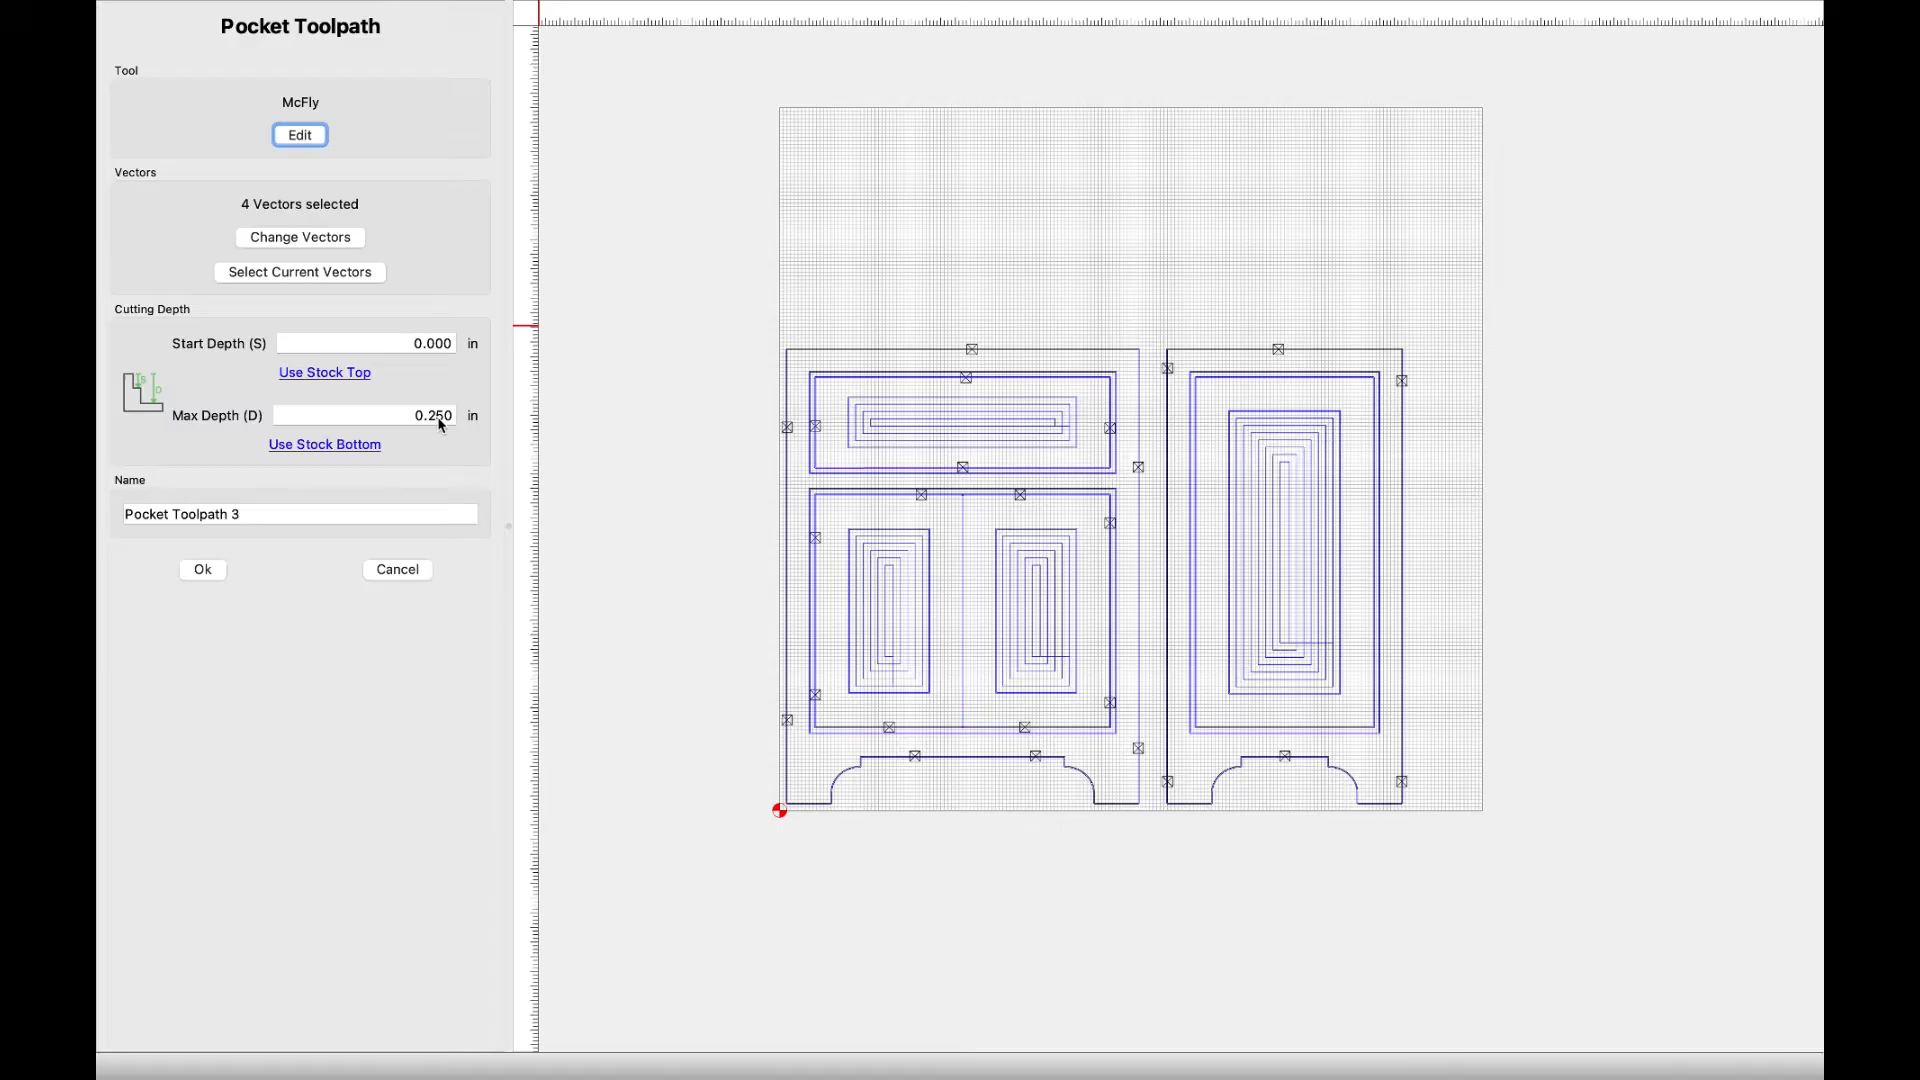 Pocket Toolpath
Tool
McFly
Edit
Vectors
4 Vectors selected
Change Vectors
Select Current Vectors
Cutting Depth
Start Depth (S) 0.000 in
Use Stock Top
S
D
Max Depth (D) 0.250 in
Use Stock Bottom
Name
Pocket Toolpath 3
Ok Cancel